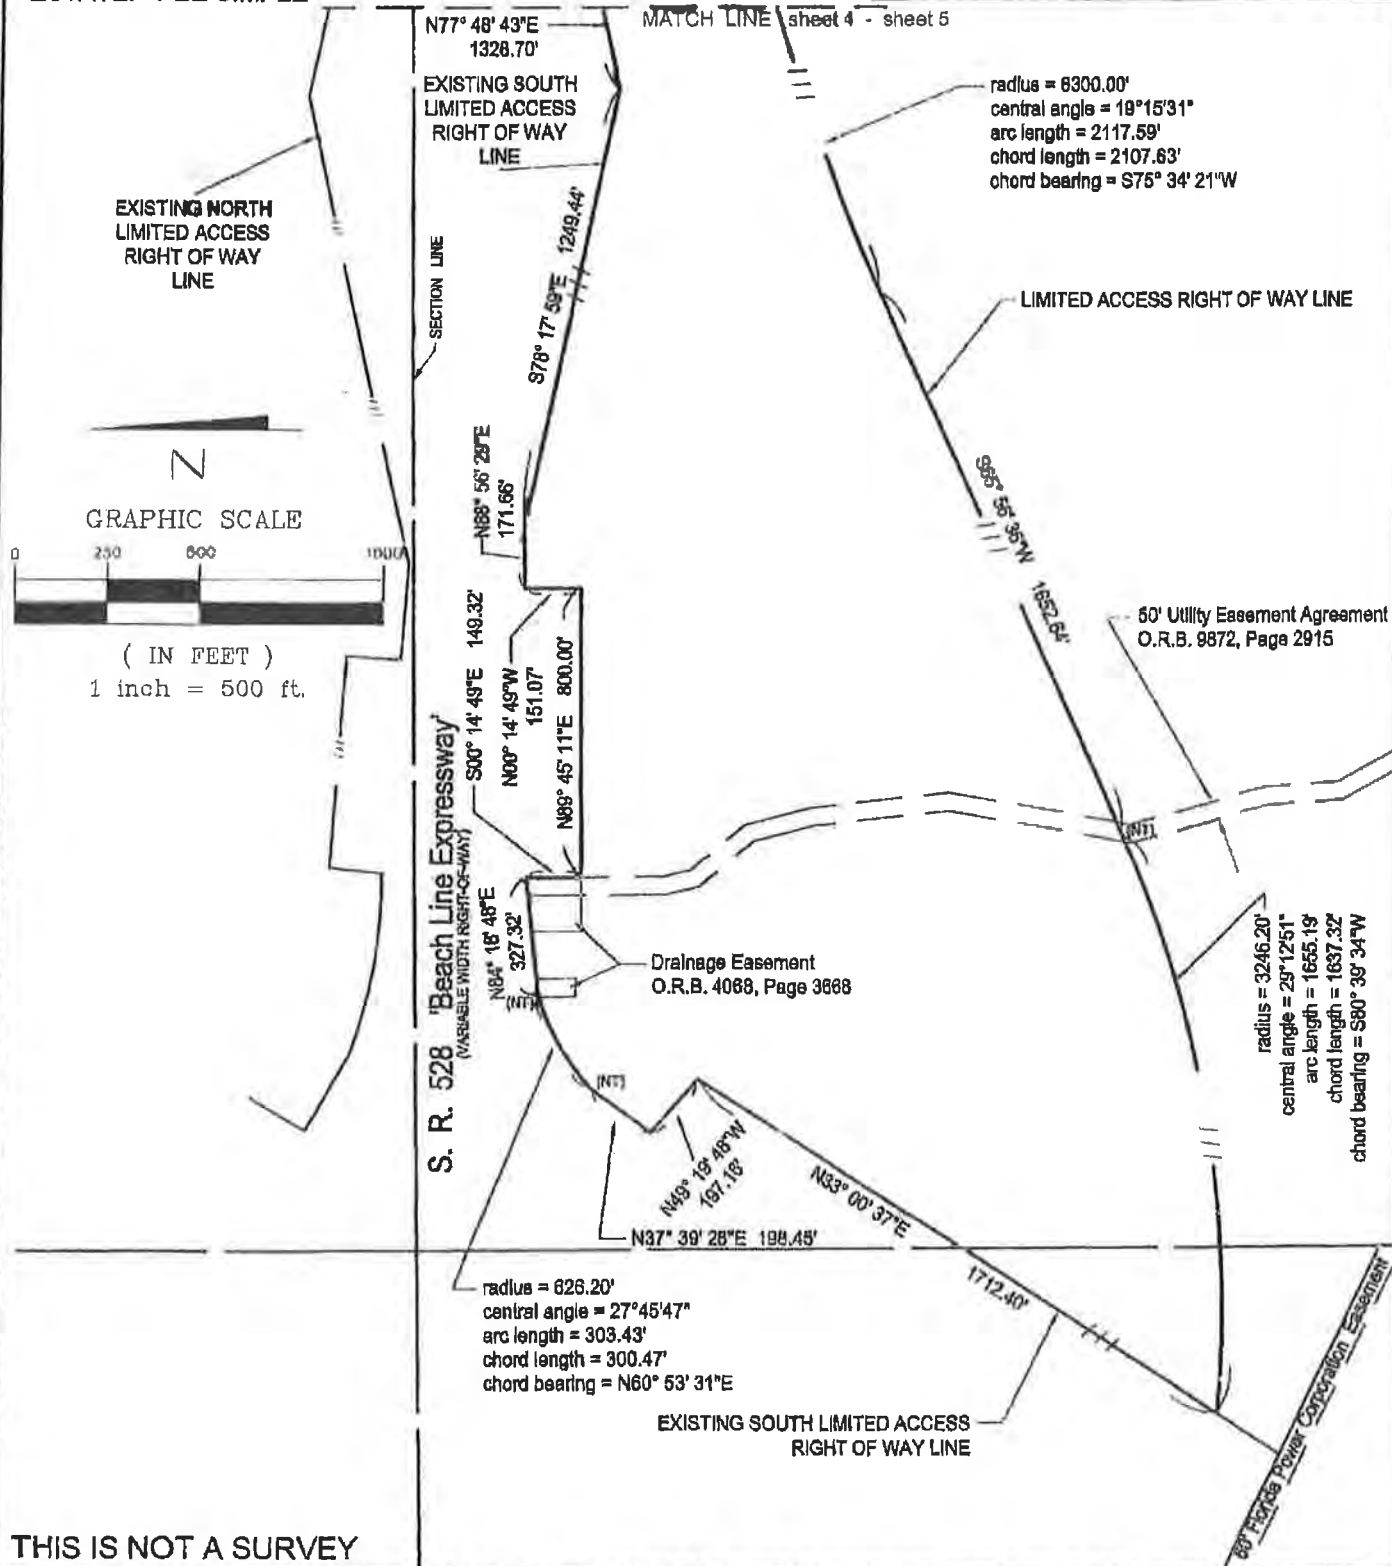 N77° 48' 43"E
1328.70'
MATCH LINE sheet 4 - sheet 5
EXISTING SOUTH
LIMITED ACCESS
RIGHT OF WAY
LINE
radius = 6300.00'
central angle = 19°15'31"
arc length = 2117.59'
chord length = 2107.63'
chord bearing = S75° 34' 21"W
EXISTING NORTH
LIMITED ACCESS
RIGHT OF WAY
LINE
SECTION LINE
S78° 17' 59"E 1249.44'
LIMITED ACCESS RIGHT OF WAY LINE
N
GRAPHIC SCALE
0 250 500 1000
( IN FEET )
1 inch = 500 ft.
N88° 56' 29"E
171.66'
S65° 56' 36"W 1652.64'
50' Utility Easement Agreement
O.R.B. 9872, Page 2915
S00° 14' 49"E 149.32'
N00° 14' 49"W
151.07'
N89° 45' 11"E 800.00'
S. R. 528 "Beach Line Expressway"
(VARIABLE WIDTH RIGHT-OF-WAY)
N84° 18' 48"E
327.32'
(NT)
(NT)
Drainage Easement
O.R.B. 4068, Page 3668
(NT)
radius = 3246.20'
central angle = 29°12'51"
arc length = 1655.19'
chord length = 1637.32'
chord bearing = S80° 39' 34"W
N49° 19' 48"W
197.16'
N33° 00' 37"E
1712.40'
N37° 39' 28"E 198.45'
radius = 626.20'
central angle = 27°45'47"
arc length = 303.43'
chord length = 300.47'
chord bearing = N60° 53' 31"E
EXISTING SOUTH LIMITED ACCESS
RIGHT OF WAY LINE
60' Florida Power Corporation Easement
THIS IS NOT A SURVEY